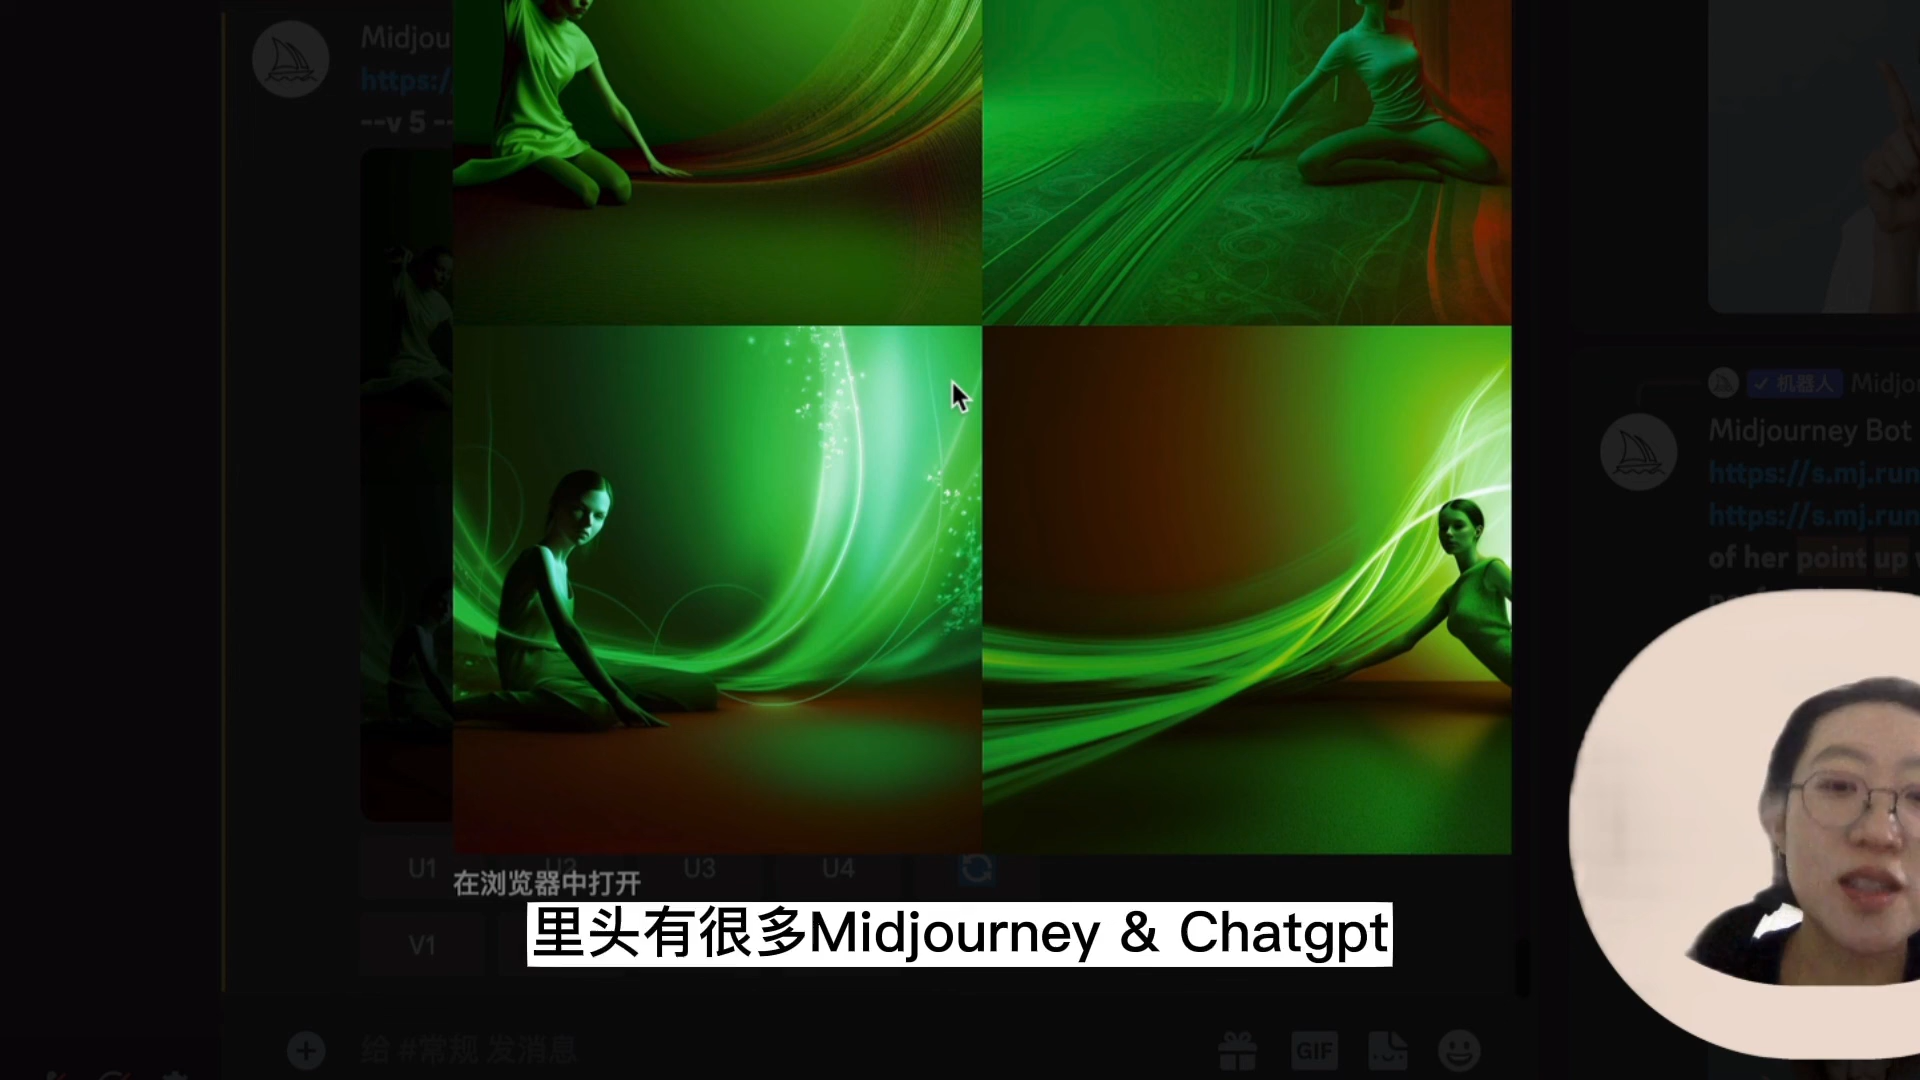 Midjou
https:/
--v 5 --
机器人 Midjou
Midjourney Bot
https://s.mj.run
https://s.mj.run
of her point up
U1 U2 U3 U4
在浏览器中打开
里头有很多Midjourney & Chatgpt
V1
给 #常规 发消息
GIF